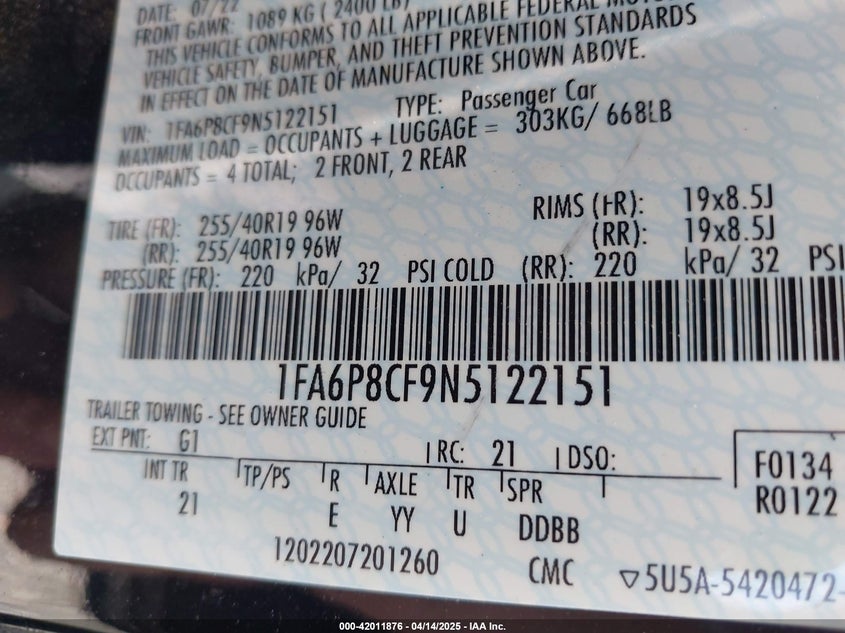 DATE: 07/22
FRONT GAWR: 1089 KG ( 2400 LB)
THIS VEHICLE CONFORMS TO ALL APPLICABLE FEDERAL
VEHICLE SAFETY, BUMPER, AND THEFT PREVENTION STANDARDS
IN EFFECT ON THE DATE OF MANUFACTURE SHOWN ABOVE.
VIN: 1FA6P8CF9N5122151 TYPE: Passenger Car
MAXIMUM LOAD = OCCUPANTS + LUGGAGE = 303KG/ 668LB
OCCUPANTS = 4 TOTAL; 2 FRONT, 2 REAR
TIRE (FR): 255/40R19 96W RIMS (FR): 19x8.5J
(RR): 255/40R19 96W (RR): 19x8.5J
PRESSURE (FR): 220 kPa/ 32 PSI COLD (RR): 220 kPa/ 32 PSI
1FA6P8CF9N5122151
TRAILER TOWING - SEE OWNER GUIDE
EXT PNT: G1 RC: 21 DSO:
INT TR TP/PS R AXLE TR SPR F0134
21 E YY U DDBB R0122
1202207201260 CMC ▽5U5A-5420472-
000-42011876 - 04/14/2025 - IAA Inc.